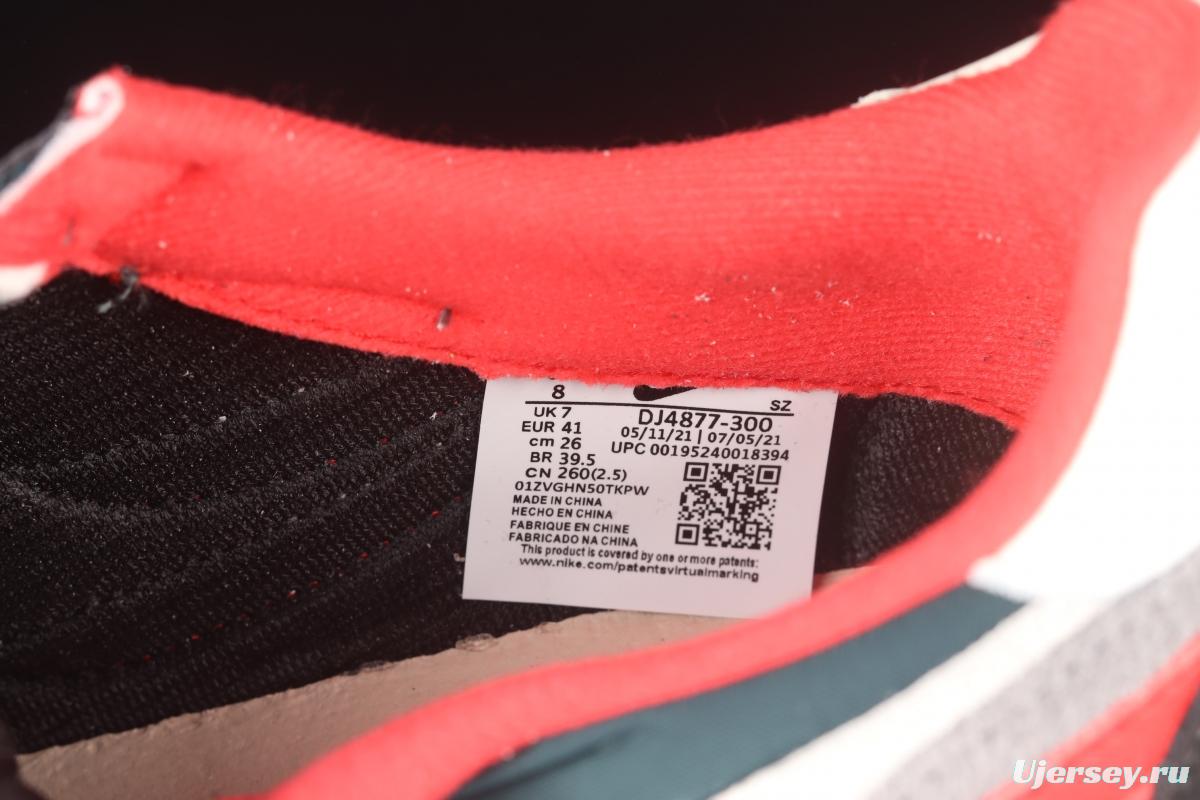 8 SZ
UK 7 DJ4877-300
EUR 41 05/11/21 | 07/05/21
cm 26 UPC 00195240018394
BR 39.5
CN 260(2.5)
01ZVGHN50TKPW
MADE IN CHINA
HECHO EN CHINA
FABRIQUE EN CHINE
FABRICADO NA CHINA
This product is covered by one or more patents:
www.nike.com/patentsvirtualmarking
Ujersey.ru